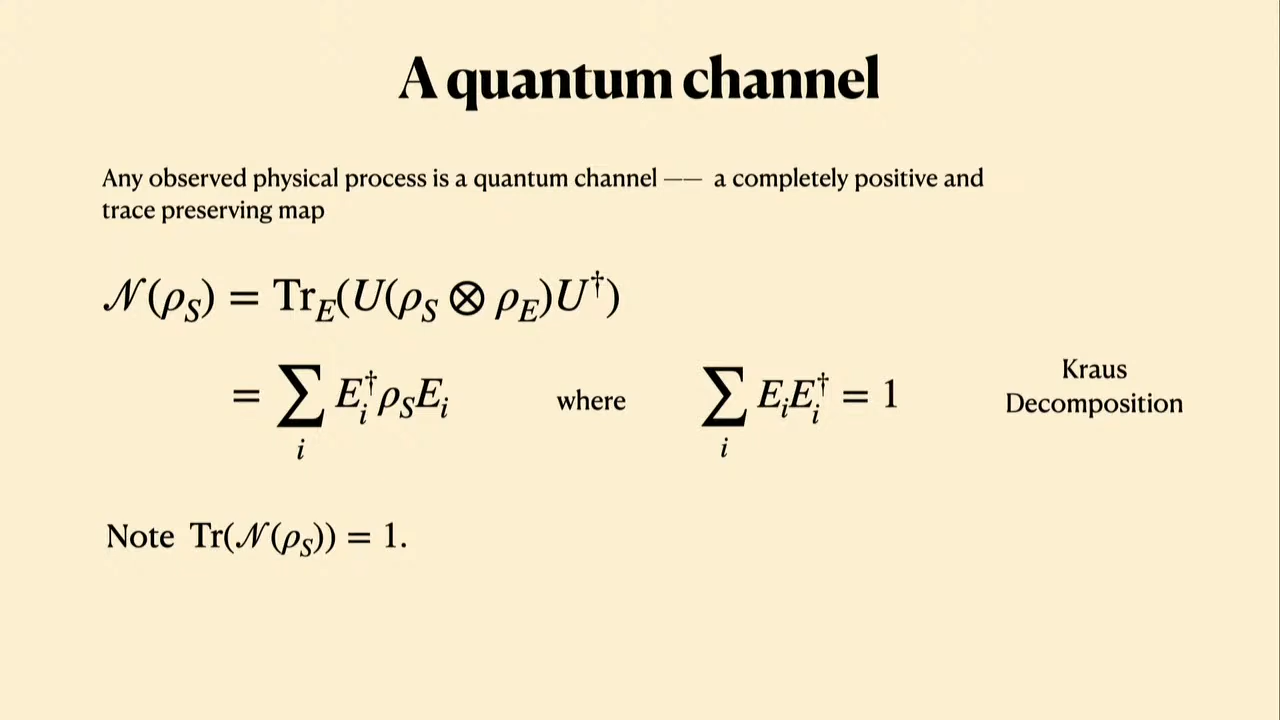 A quantum channel
Any observed physical process is a quantum channel —— a completely positive and
trace preserving map
𝒩(ρ_S) = Tr_E(U(ρ_S ⊗ ρ_E)U^†)
= ∑_i E_i^† ρ_S E_i where ∑_i E_i E_i^† = 1
Kraus
Decomposition
Note Tr(𝒩(ρ_S)) = 1.